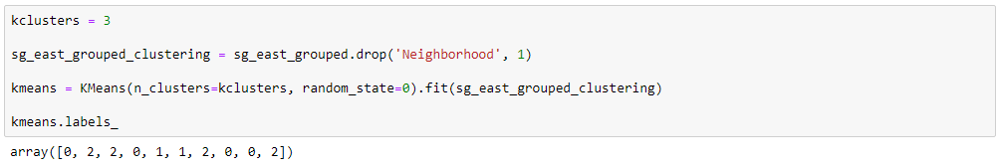 kclusters = 3
sg_east_grouped_clustering = sg_east_grouped.drop('Neighborhood', 1)
kmeans = KMeans(n_clusters=kclusters, random_state=0).fit(sg_east_grouped_clustering)
kmeans.labels_
array([0, 2, 2, 0, 1, 1, 2, 0, 0, 2])